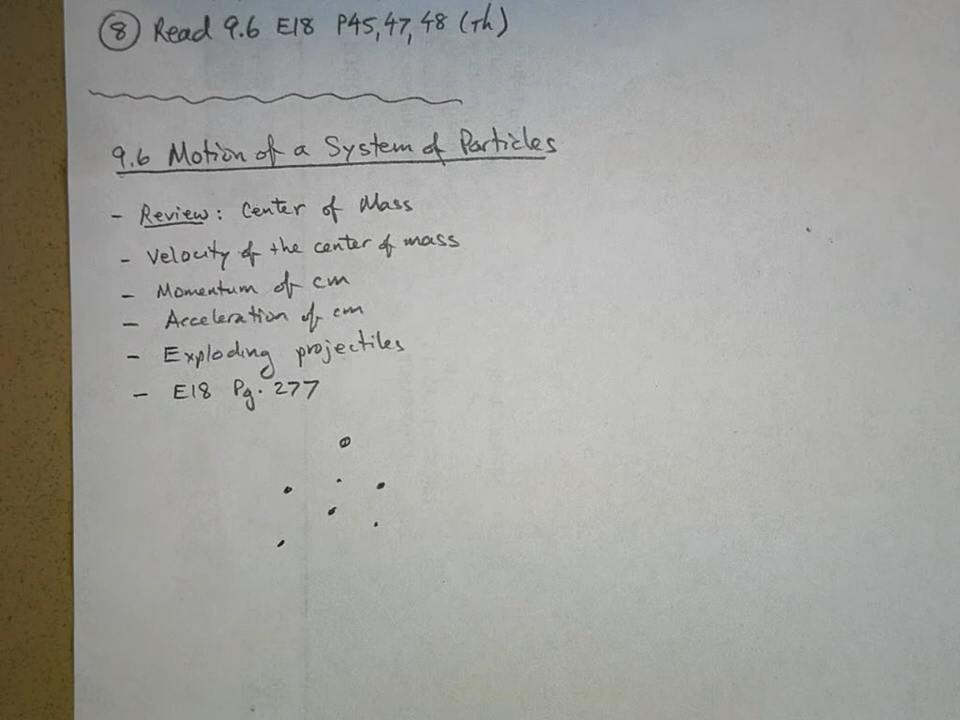 ⑧ Read 9.6 E18 P45,47,48 (Th)
9.6 Motion of a System of Particles
- Review: Center of Mass
- Velocity of the center of mass
- Momentum of cm
- Acceleration of cm
- Exploding projectiles
- E18 Pg. 277